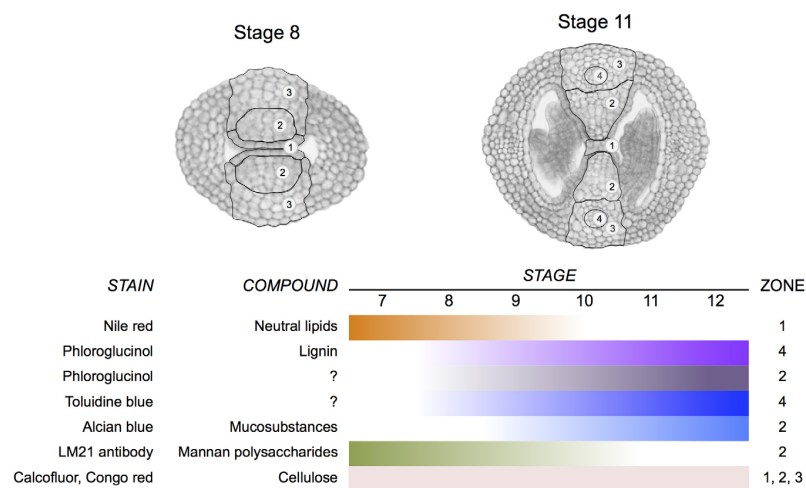 Stage 8
Stage 11
3
2
1
2
3
3
4
2
1
2
4
3
STAIN COMPOUND STAGE ZONE
7 8 9 10 11 12
Nile red Neutral lipids 1
Phloroglucinol Lignin 4
Phloroglucinol ? 2
Toluidine blue ? 4
Alcian blue Mucosubstances 2
LM21 antibody Mannan polysaccharides 2
Calcofluor, Congo red Cellulose 1, 2, 3